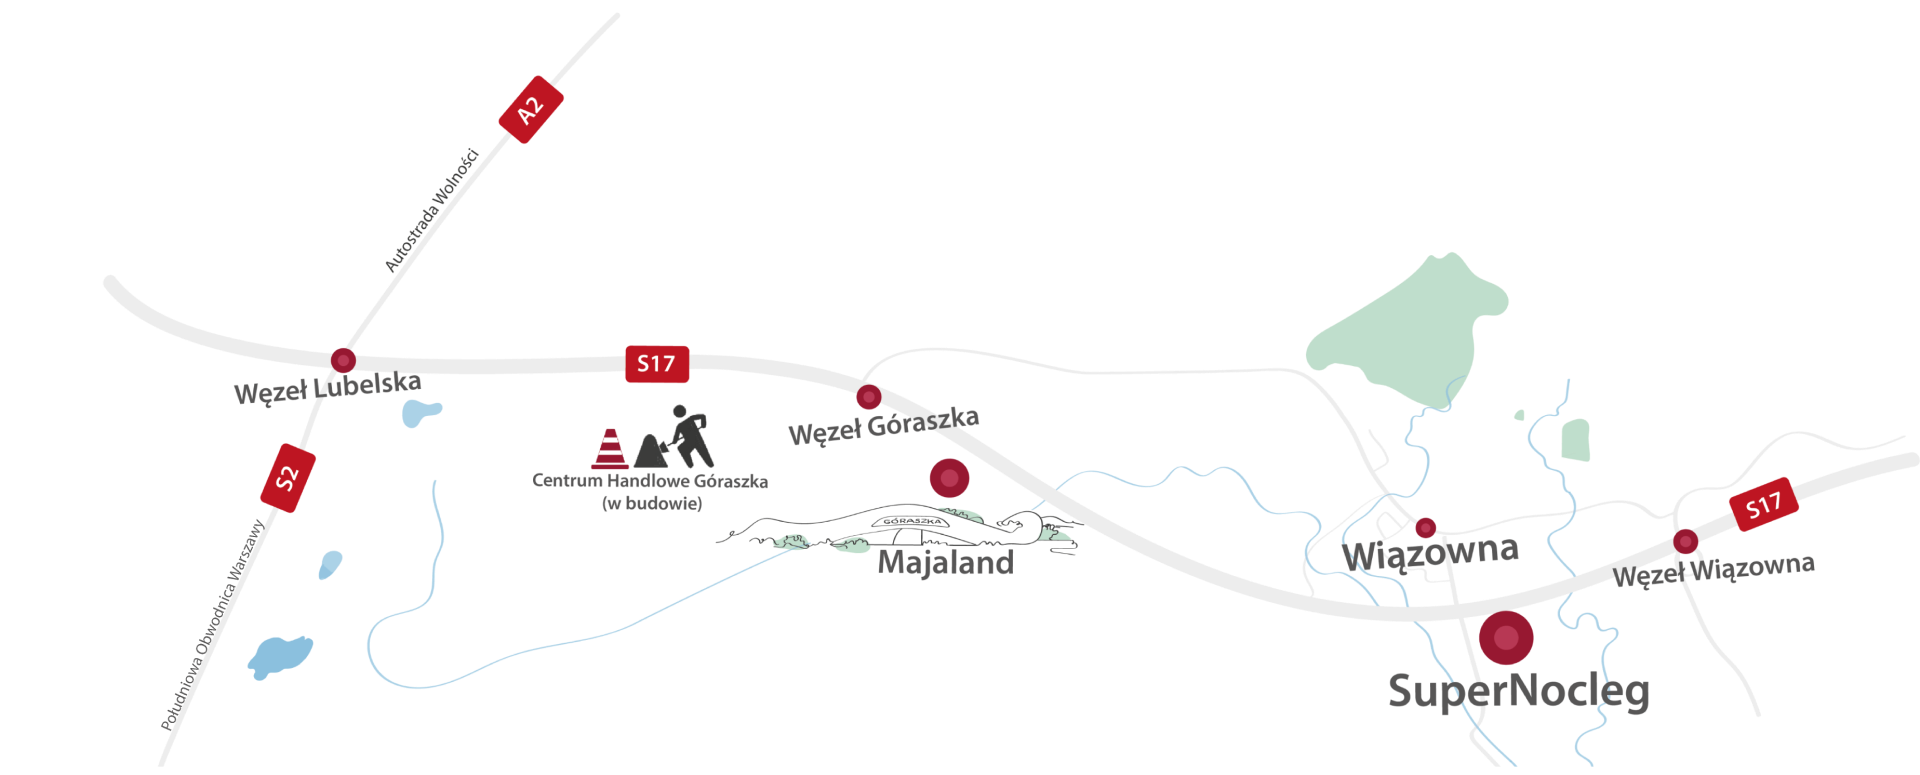 A2
Autostrada Wolności
S17
Węzeł Lubelska
Węzeł Góraszka
S2
Centrum Handlowe Góraszka
(w budowie)
GÓRASZKA
Majaland
S17
Wiązowna
Węzeł Wiązowna
Południowa Obwodnica Warszawy
SuperNocleg